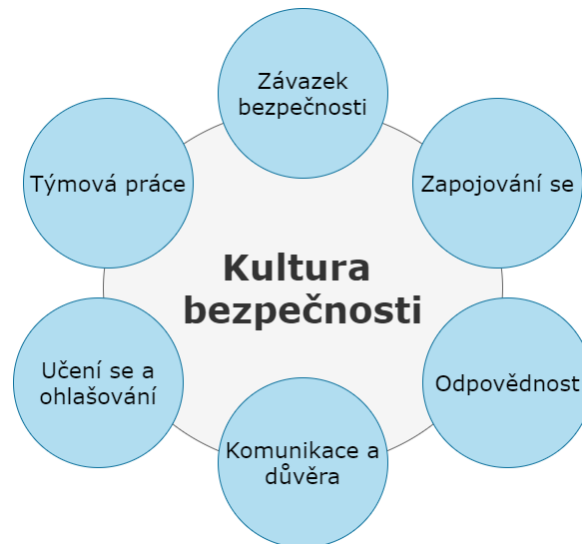 Závazek
bezpečnosti
Týmová práce
Zapojování se
Kultura
bezpečnosti
Učení se a
ohlašování
Odpovědnost
Komunikace a
důvěra